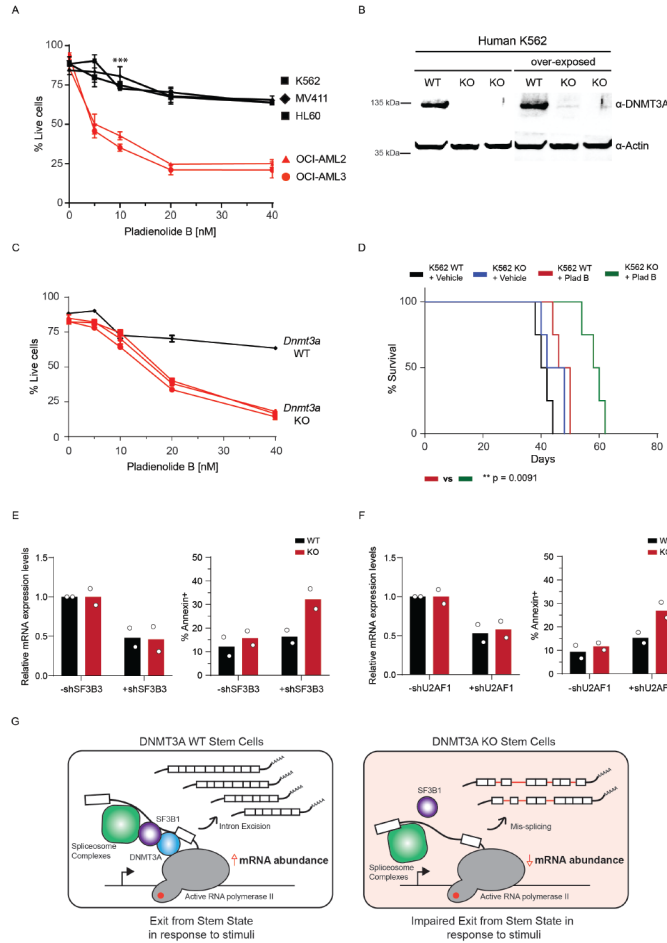 A
100
75
50
25
0
% Live cells
***
K562
MV411
HL60
OCI-AML2
OCI-AML3
0 10 20 30 40
Pladienolide B [nM]
B
Human K562
over-exposed
WT KO KO WT KO KO
135 kDa
α-DNMT3A
α-Actin
35 kDa
C
100
75
50
25
0
% Live cells
Dnmt3a
WT
Dnmt3a
KO
0 10 20 30 40
Pladienolide B [nM]
D
K562 WT
+ Vehicle
K562 KO
+ Vehicle
K562 WT
+ Plad B
K562 KO
+ Plad B
100
50
0
% Survival
0 20 40 60 80
Days
vs ** p = 0.0091
E
1.5
1.0
0.5
0.0
Relative mRNA expression levels
-shSF3B3 +shSF3B3
50
40
30
20
10
0
% Annexin+
-shSF3B3 +shSF3B3
WT
KO
F
1.5
1.0
0.5
0.0
Relative mRNA expression levels
-shU2AF1 +shU2AF1
50
40
30
20
10
0
% Annexin+
-shU2AF1 +shU2AF1
KO
G
DNMT3A WT Stem Cells
AAAAA
AAAAA
AAAAA
AAAAA
SF3B1
Intron Excision
Spliceosome
Complexes
DNMT3A
mRNA abundance
Active RNA polymerase II
Exit from Stem State
in response to stimuli
DNMT3A KO Stem Cells
AAAAA
AAAAA
SF3B1
Mis-splicing
Spliceosome
Complexes
mRNA abundance
Active RNA polymerase II
Impaired Exit from Stem State in
response to stimuli